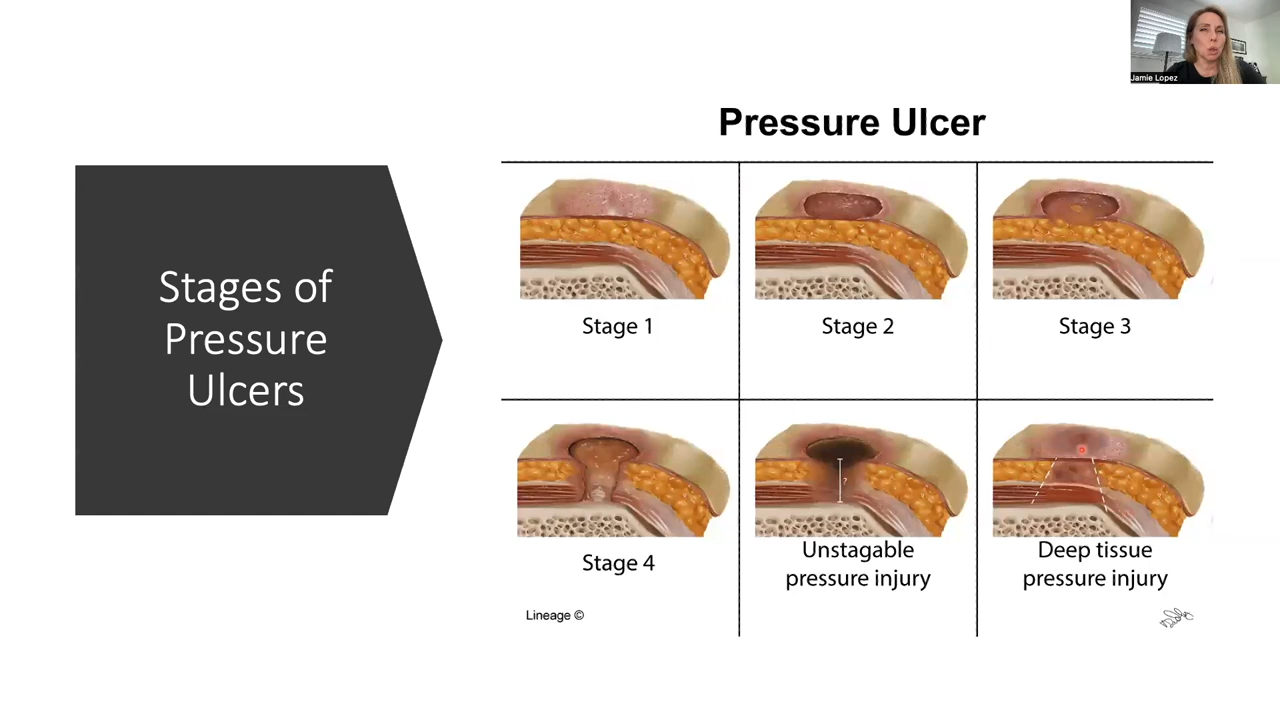 Jamie Lopez
Pressure Ulcer
Stages of
Pressure
Ulcers
Stage 1
Stage 2
Stage 3
?
Stage 4
Unstagable
pressure injury
Deep tissue
pressure injury
Lineage ©